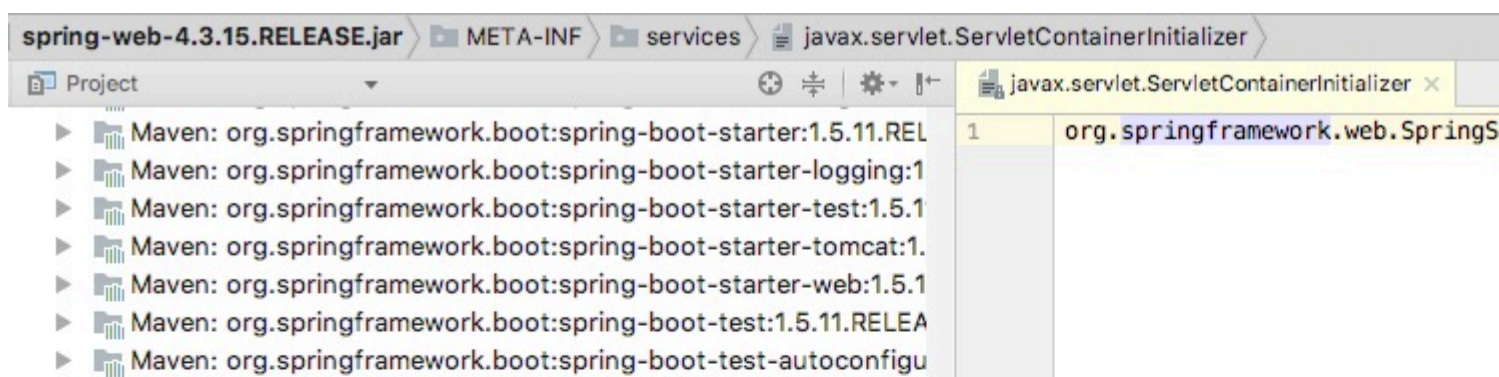 spring-web-4.3.15.RELEASE.jar META-INF services javax.servlet.ServletContainerInitializer
Project
javax.servlet.ServletContainerInitializer
Maven: org.springframework.boot:spring-boot-starter:1.5.11.REL
Maven: org.springframework.boot:spring-boot-starter-logging:1
Maven: org.springframework.boot:spring-boot-starter-test:1.5.1
Maven: org.springframework.boot:spring-boot-starter-tomcat:1.
Maven: org.springframework.boot:spring-boot-starter-web:1.5.1
Maven: org.springframework.boot:spring-boot-test:1.5.11.RELEA
Maven: org.springframework.boot:spring-boot-test-autoconfigu
1 org.springframework.web.SpringS